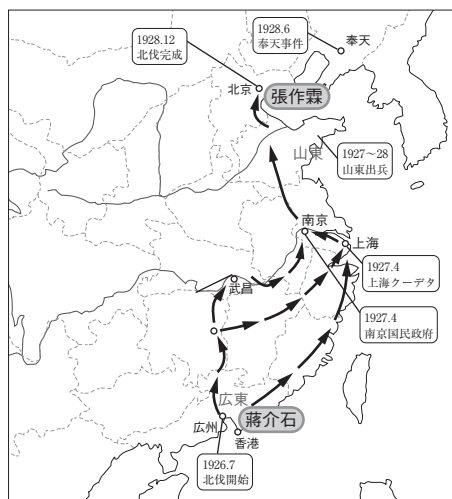 1928.12
北伐完成
1928.6
奉天事件
奉天
北京
張作霖
山東
1927～28
山東出兵
南京
上海
1927.4
上海クーデタ
武昌
1927.4
南京国民政府
広東
蔣介石
広州
香港
1926.7
北伐開始